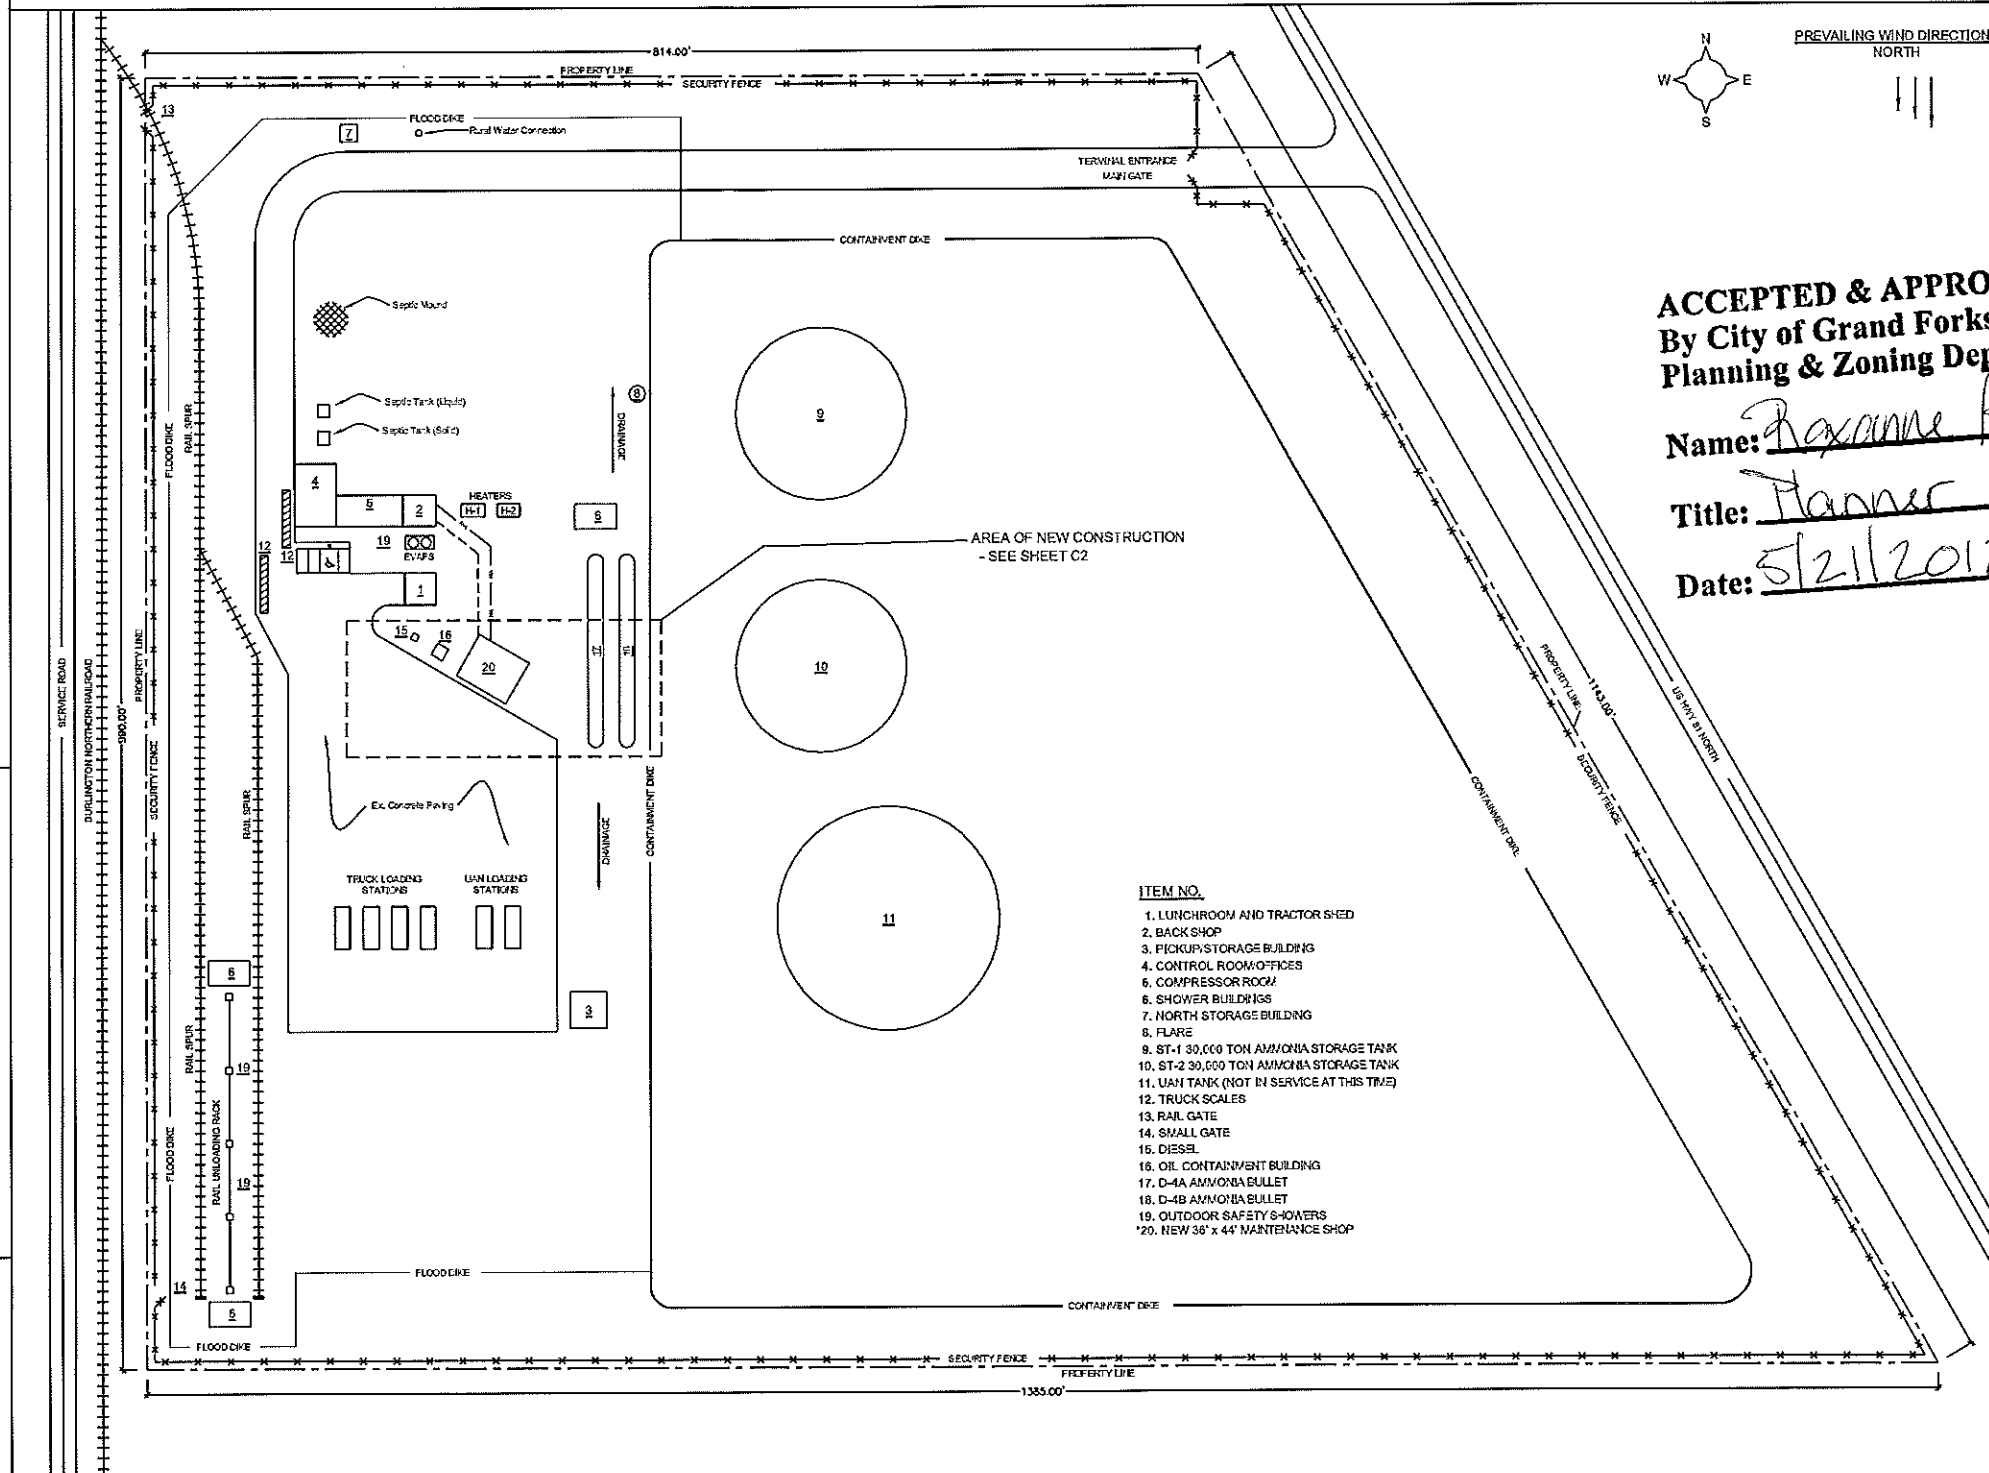 814.00'
PROPERTY LINE
SECURITY FENCE
N
W E
S
PREVAILING WIND DIRECTION
NORTH
13
FLOOD DIKE
7
Rural Water Connection
TERMINAL ENTRANCE
MAIN GATE
CONTAINMENT DIKE
Septic Mound
ACCEPTED & APPRO
By City of Grand Forks
Planning & Zoning Dep
Name: Roxanne
Title: Planner
Date: 5/21/2012
Septic Tank (Liquid)
Septic Tank (Solid)
8
DRAINAGE
9
FLOOD DIKE
RAIL SPUR
4
5
2
HEATERS
H-1 H-2
6
19
EVAPS
12
12
1
AREA OF NEW CONSTRUCTION
- SEE SHEET C2
15
16
20
17
18
10
SERVICE ROAD
BURLINGTON NORTHERN RAILROAD
990.00'
PROPERTY LINE
SECURITY FENCE
RAIL SPUR
Ex. Concrete Paving
DRAINAGE
CONTAINMENT DIKE
PROPERTY LINE
1143.00'
SECURITY FENCE
US HWY 81 NORTH
CONTAINMENT DIKE
TRUCK LOADING
STATIONS
UAN LOADING
STATIONS
11
6
3
RAIL SPUR
19
RAIL UNLOADING RACK
FLOOD DIKE
19
14
6
ITEM NO.
1. LUNCHROOM AND TRACTOR SHED
2. BACK SHOP
3. PICKUP/STORAGE BUILDING
4. CONTROL ROOM/OFFICES
5. COMPRESSOR ROOM
6. SHOWER BUILDINGS
7. NORTH STORAGE BUILDING
8. FLARE
9. ST-1 30,000 TON AMMONIA STORAGE TANK
10. ST-2 30,000 TON AMMONIA STORAGE TANK
11. UAN TANK (NOT IN SERVICE AT THIS TIME)
12. TRUCK SCALES
13. RAIL GATE
14. SMALL GATE
15. DIESEL
16. OIL CONTAINMENT BUILDING
17. D-4A AMMONIA BULLET
18. D-4B AMMONIA BULLET
19. OUTDOOR SAFETY SHOWERS
*20. NEW 36' x 44' MAINTENANCE SHOP
FLOOD DIKE
CONTAINMENT DIKE
FLOOD DIKE
SECURITY FENCE
PROPERTY LINE
1385.00'